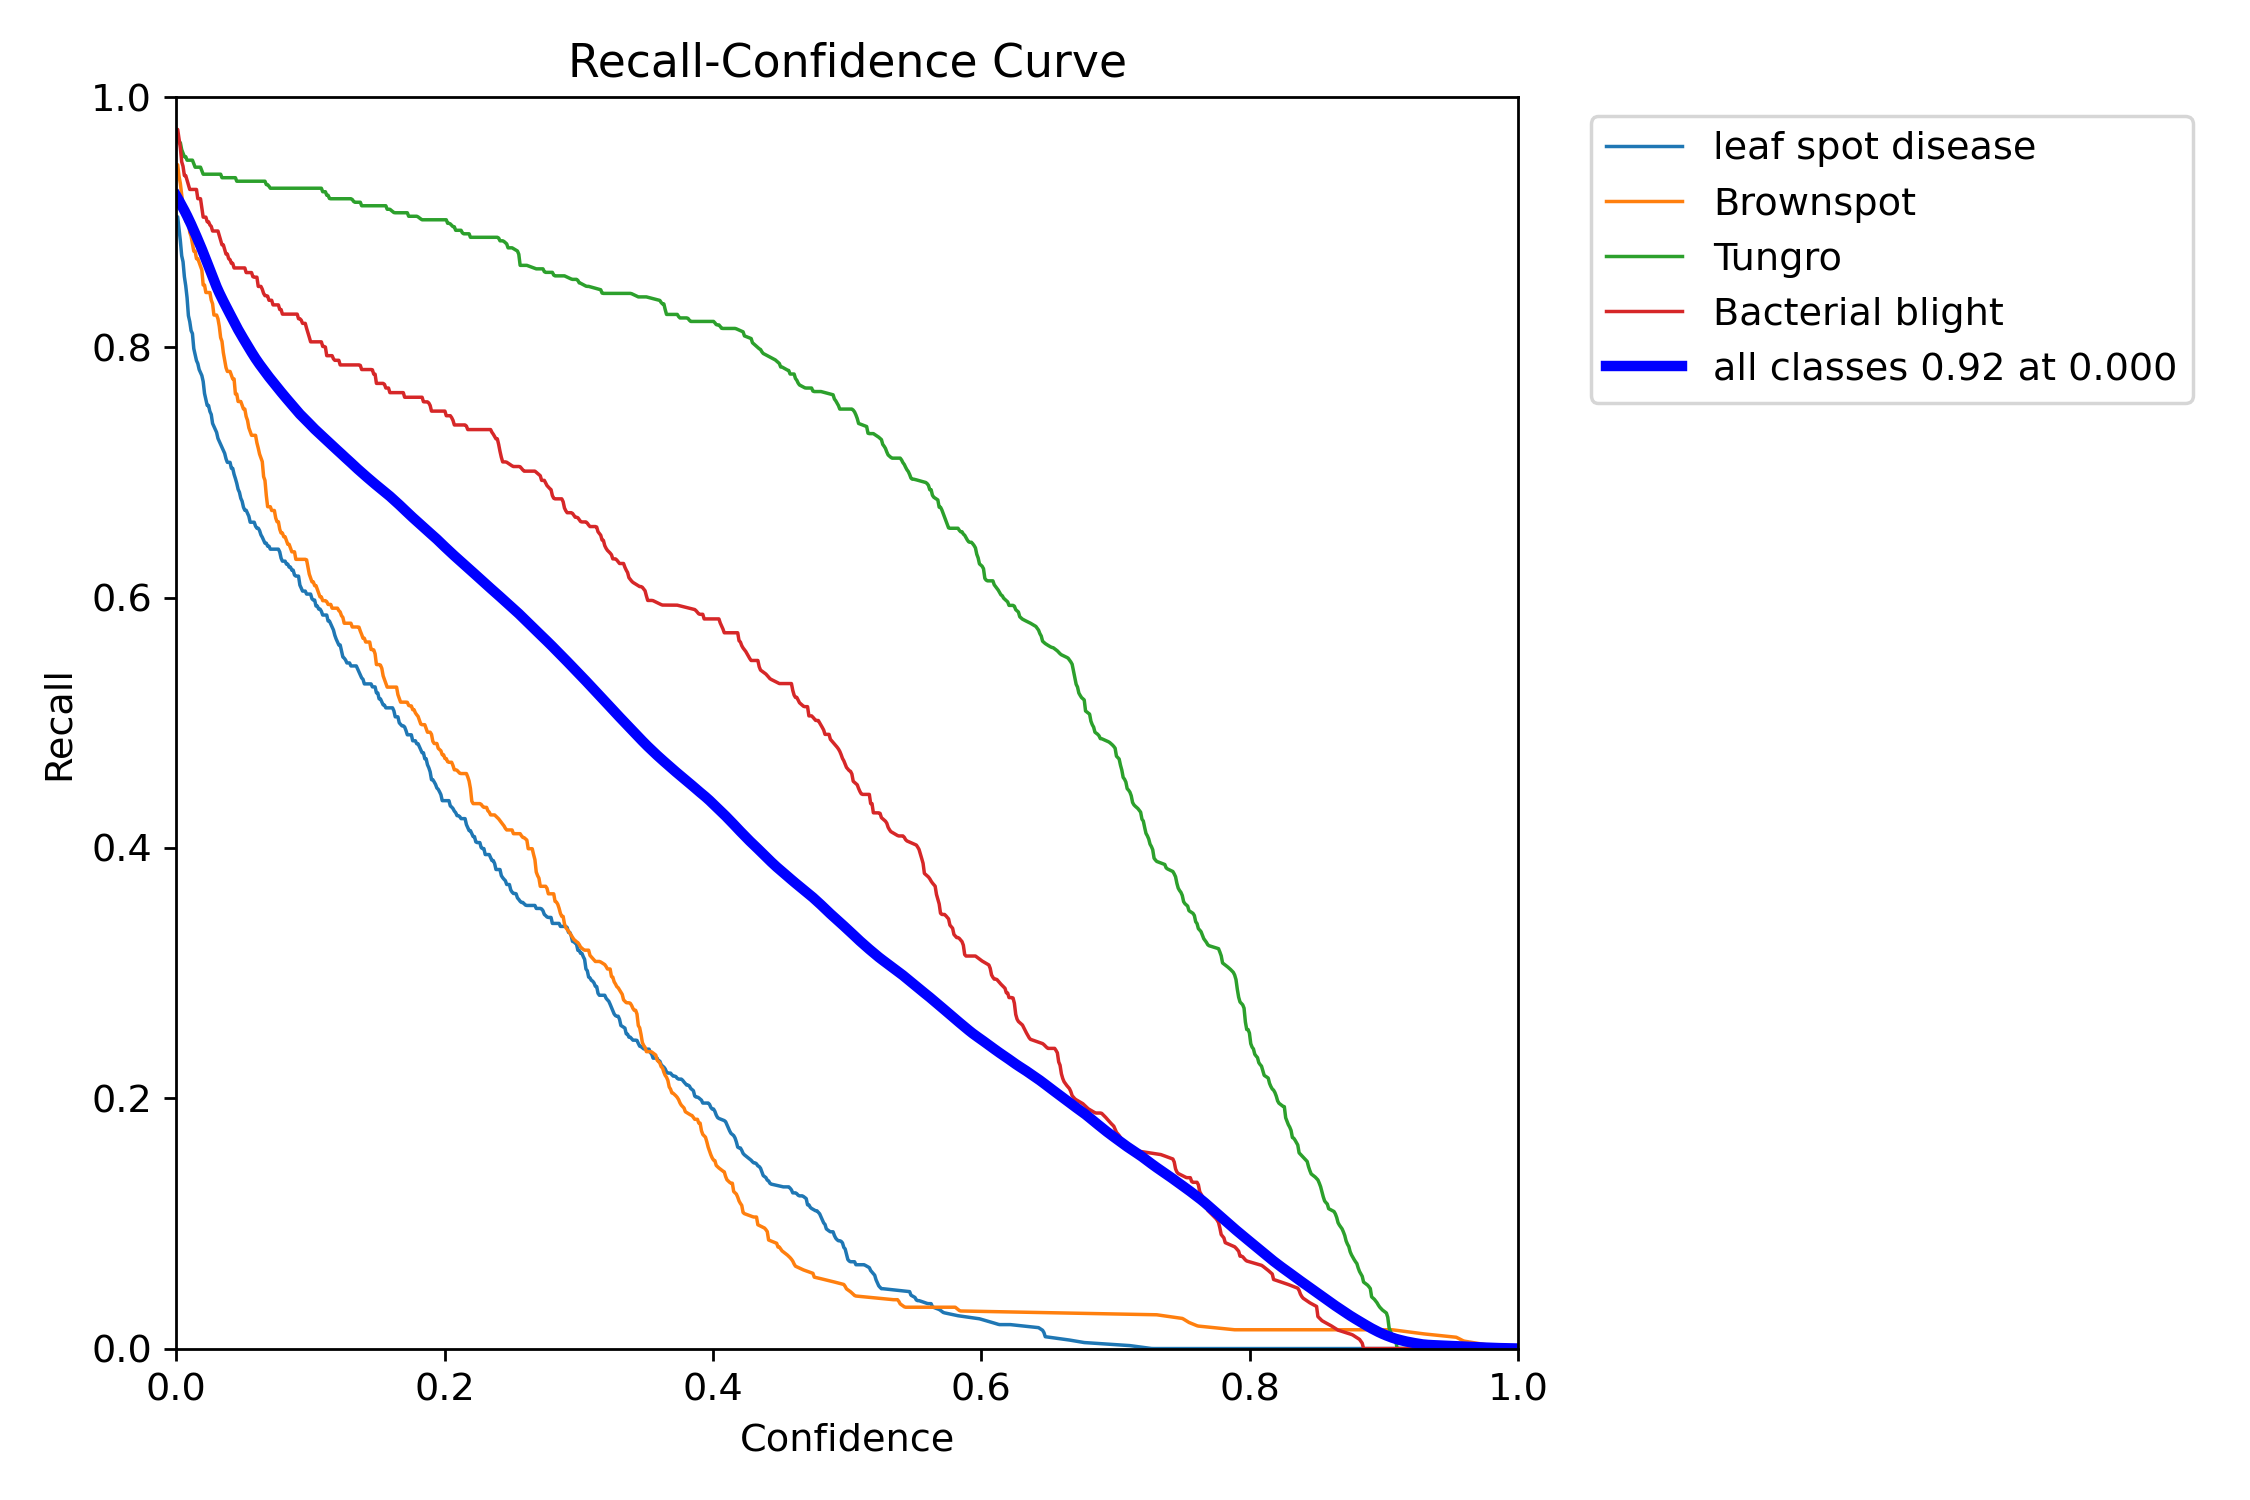 Recall-Confidence Curve
1.0
0.8
0.6
0.4
0.2
0.0
Recall
0.0 0.2 0.4 0.6 0.8 1.0
Confidence
leaf spot disease
Brownspot
Tungro
Bacterial blight
all classes 0.92 at 0.000